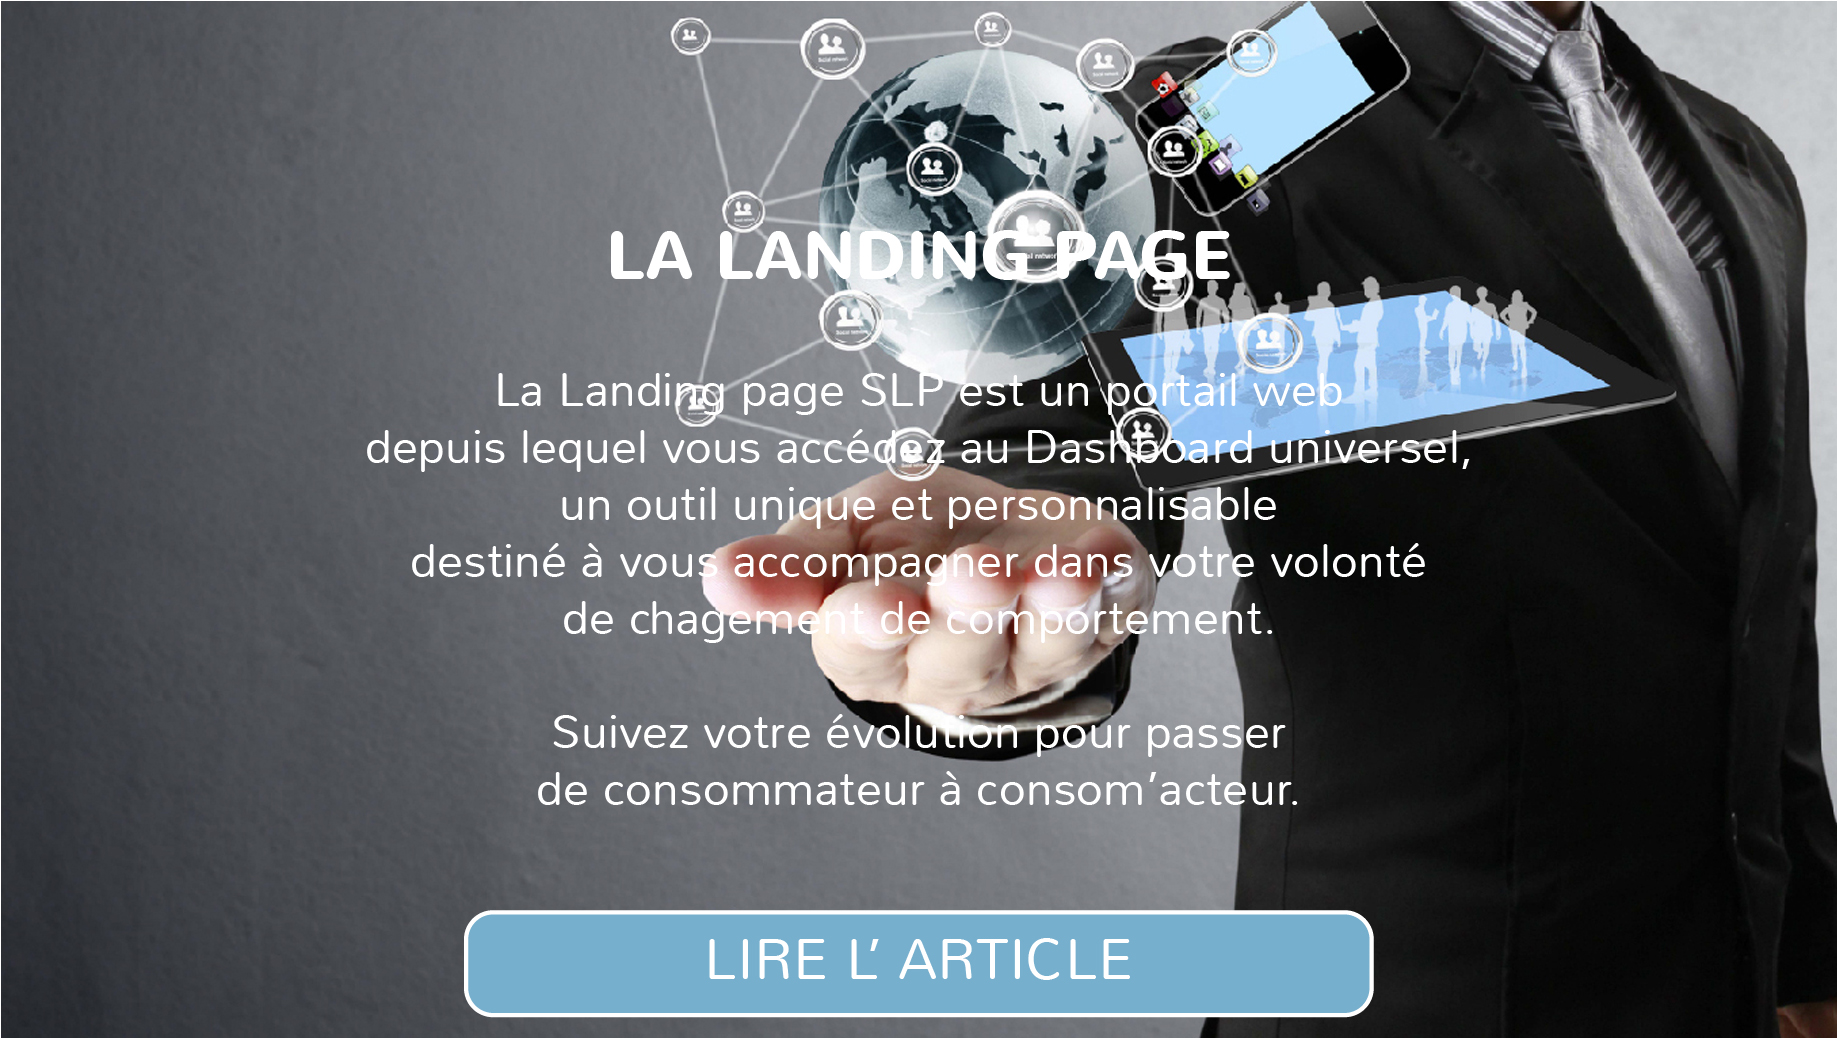 LA LANDING PAGE
La Landing page SLP est un portail web
depuis lequel vous accédez au Dashboard universel,
un outil unique et personnalisable
destiné à vous accompagner dans votre volonté
de chagement de comportement.
Suivez votre évolution pour passer
de consommateur à consom’acteur.
LIRE L’ ARTICLE